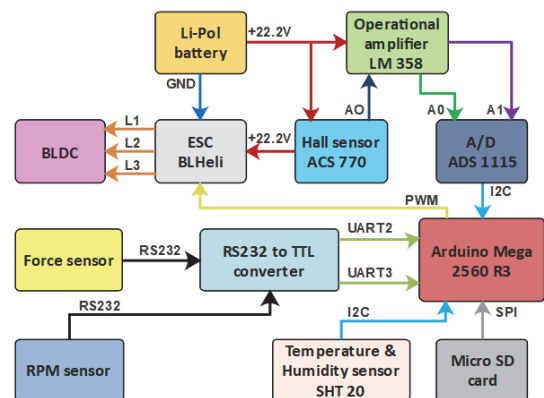 Li-Pol
battery
+22.2V
Operational
amplifier
LM 358
GND
AO
A0
A1
BLDC
L1
L2
L3
ESC
BLHeli
+22.2V
Hall sensor
ACS 770
A/D
ADS 1115
I2C
PWM
Force sensor
RS232
RS232 to TTL
converter
UART2
UART3
Arduino Mega
2560 R3
RS232
I2C
SPI
RPM sensor
Temperature &
Humidity sensor
SHT 20
Micro SD
card